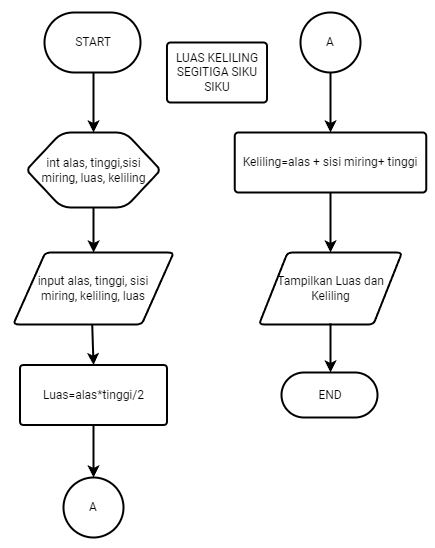 START
int alas, tinggi,sisi
miring, luas, keliling
input alas, tinggi, sisi
miring, keliling, luas
Luas=alas*tinggi/2
A
LUAS KELILING
SEGITIGA SIKU
SIKU
A
Keliling=alas + sisi miring+ tinggi
Tampilkan Luas dan
Keliling
END